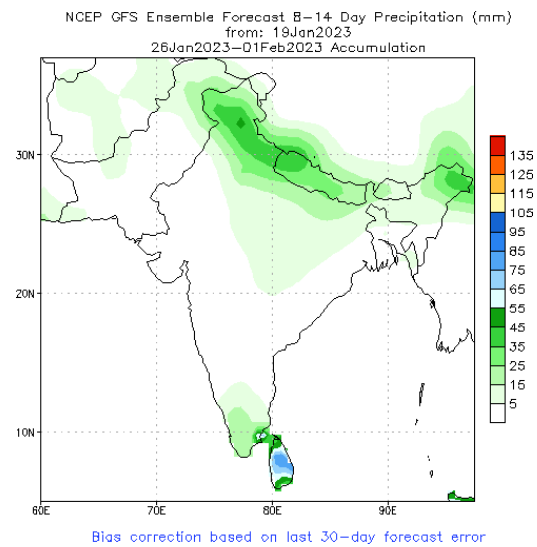 NCEP GFS Ensemble Forecast 8-14 Day Precipitation (mm)
from: 19Jan2023
26Jan2023-01Feb2023 Accumulation
30N
20N
10N
60E
70E
80E
90E
135
125
115
105
95
85
75
65
55
45
35
25
15
5
Bias correction based on last 30-day forecast error